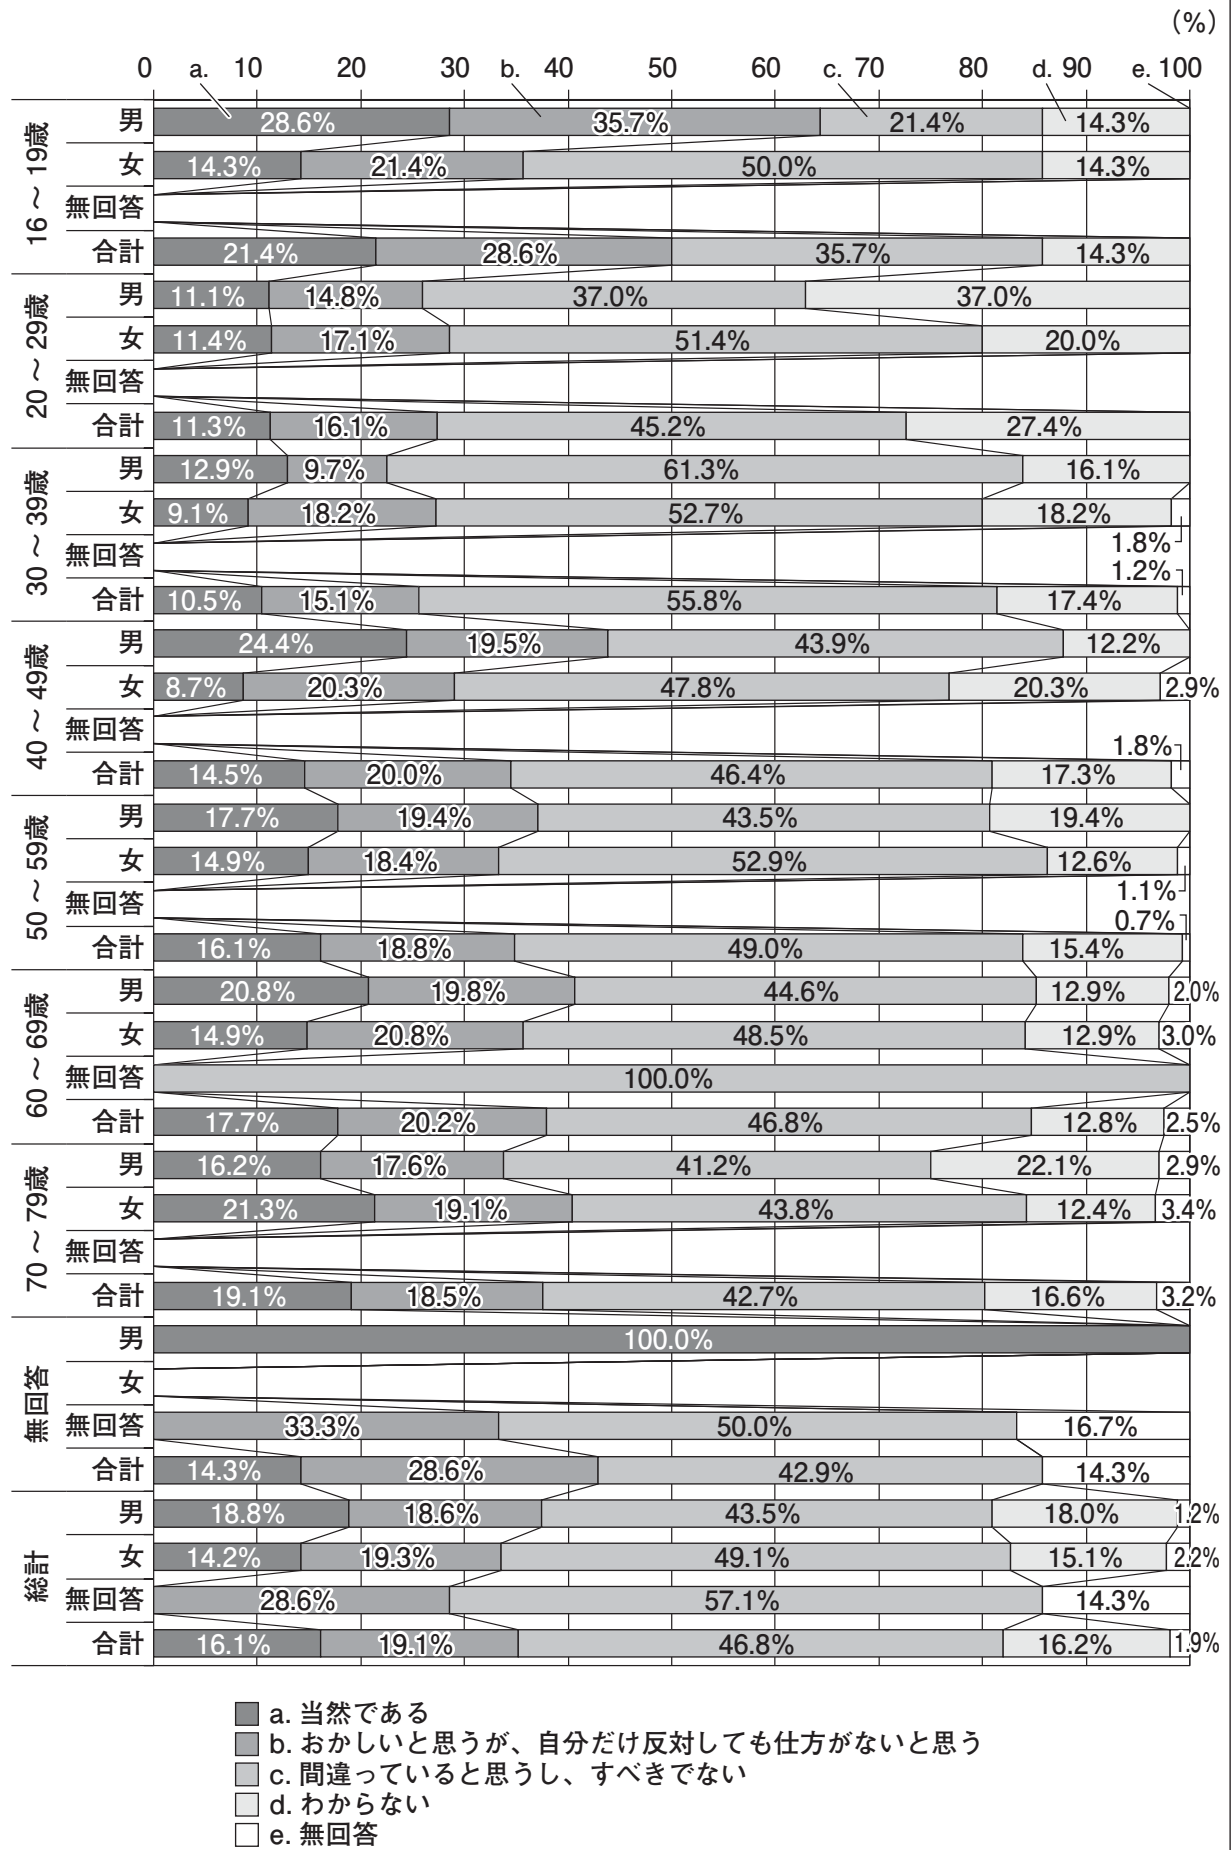 (%)
0 a. 10 20 30 b. 40 50 60 c. 70 80 d. 90 e. 100
16～19歳
男 28.6% 35.7% 21.4% 14.3%
女 14.3% 21.4% 50.0% 14.3%
無回答
合計 21.4% 28.6% 35.7% 14.3%
20～29歳
男 11.1% 14.8% 37.0% 37.0%
女 11.4% 17.1% 51.4% 20.0%
無回答
合計 11.3% 16.1% 45.2% 27.4%
30～39歳
男 12.9% 9.7% 61.3% 16.1%
女 9.1% 18.2% 52.7% 18.2% 1.8%
無回答
合計 10.5% 15.1% 55.8% 17.4% 1.2%
40～49歳
男 24.4% 19.5% 43.9% 12.2%
女 8.7% 20.3% 47.8% 20.3% 2.9%
無回答
合計 14.5% 20.0% 46.4% 17.3% 1.8%
50～59歳
男 17.7% 19.4% 43.5% 19.4%
女 14.9% 18.4% 52.9% 12.6% 1.1%
無回答
合計 16.1% 18.8% 49.0% 15.4% 0.7%
60～69歳
男 20.8% 19.8% 44.6% 12.9% 2.0%
女 14.9% 20.8% 48.5% 12.9% 3.0%
無回答 100.0%
合計 17.7% 20.2% 46.8% 12.8% 2.5%
70～79歳
男 16.2% 17.6% 41.2% 22.1% 2.9%
女 21.3% 19.1% 43.8% 12.4% 3.4%
無回答
合計 19.1% 18.5% 42.7% 16.6% 3.2%
無回答
男 100.0%
女
無回答 33.3% 50.0% 16.7%
合計 14.3% 28.6% 42.9% 14.3%
総計
男 18.8% 18.6% 43.5% 18.0% 1.2%
女 14.2% 19.3% 49.1% 15.1% 2.2%
無回答 28.6% 57.1% 14.3%
合計 16.1% 19.1% 46.8% 16.2% 1.9%
a. 当然である
b. おかしいと思うが、自分だけ反対しても仕方がないと思う
c. 間違っていると思うし、すべきでない
d. わからない
e. 無回答